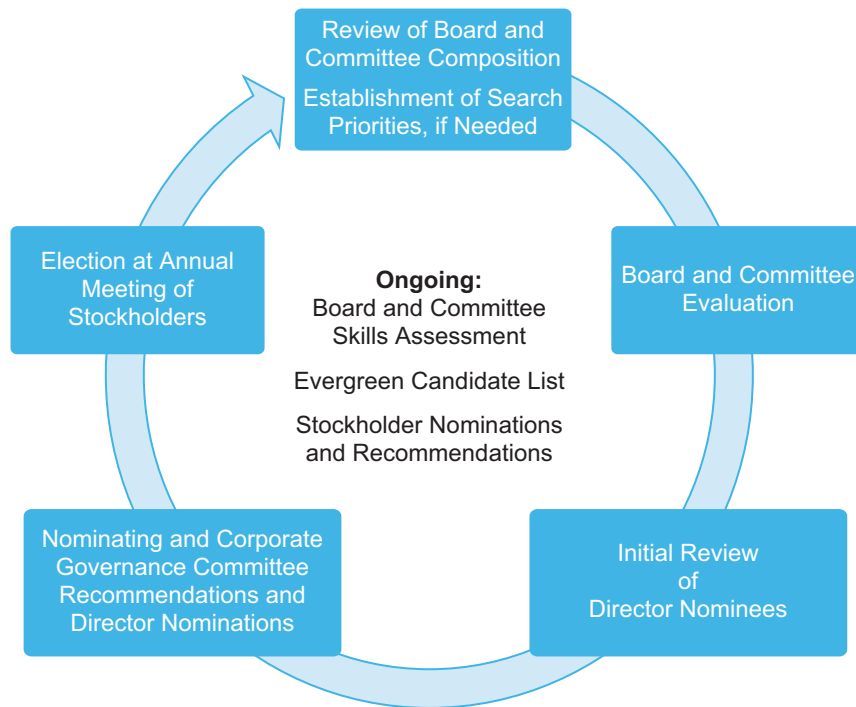 Review of Board and
Committee Composition
Establishment of Search
Priorities, if Needed
Board and Committee
Evaluation
Initial Review
of
Director Nominees
Nominating and Corporate
Governance Committee
Recommendations and
Director Nominations
Election at Annual
Meeting of
Stockholders
Ongoing:
Board and Committee
Skills Assessment
Evergreen Candidate List
Stockholder Nominations
and Recommendations